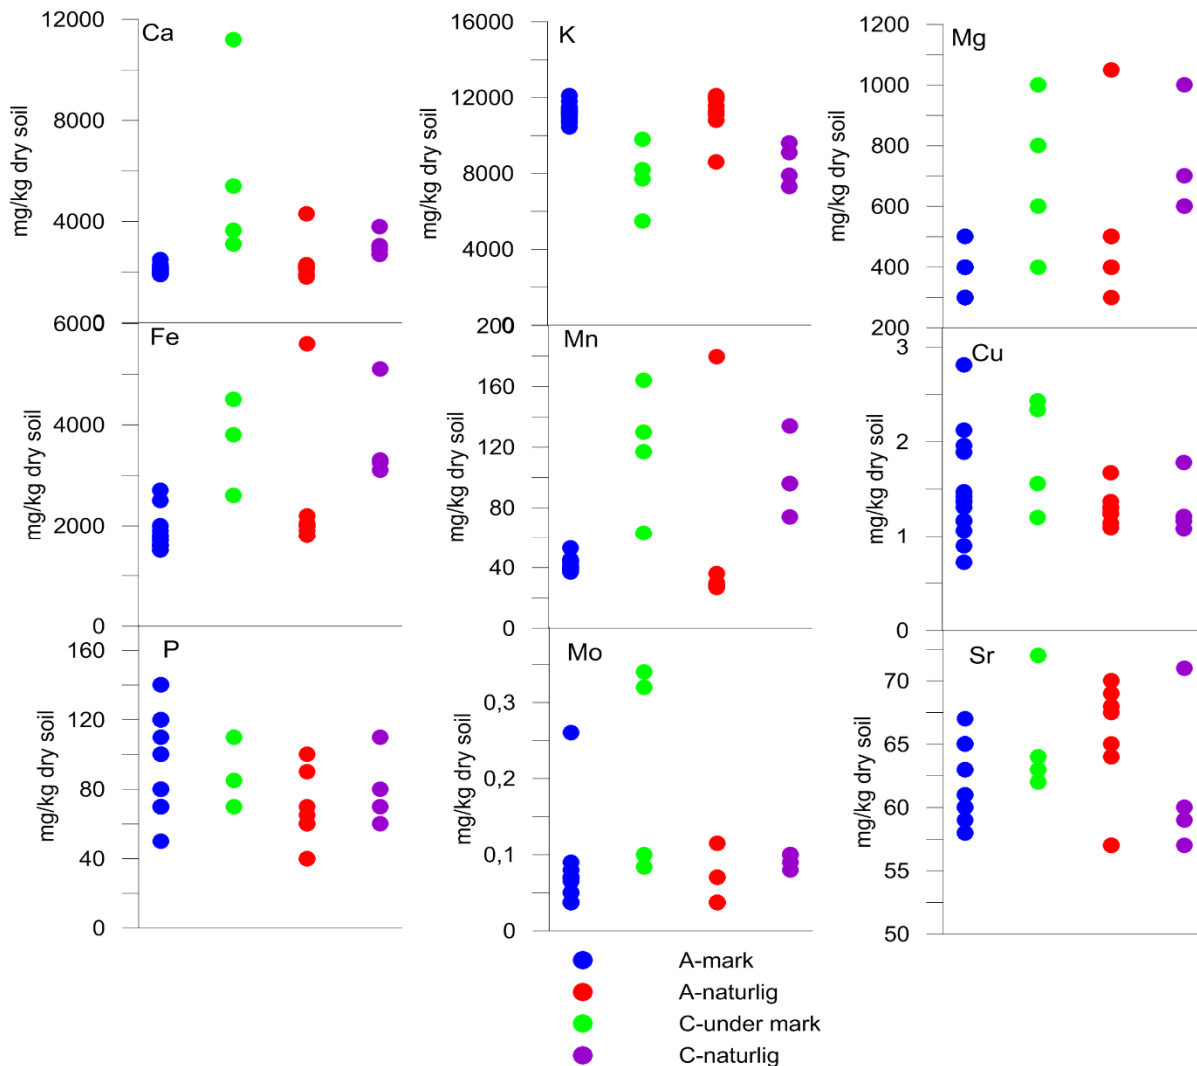 Ca
12000
8000
4000
0
mg/kg dry soil
K
16000
12000
8000
4000
0
mg/kg dry soil
Mg
1200
1000
800
600
400
200
mg/kg dry soil
Fe
6000
4000
2000
0
mg/kg dry soil
Mn
200
160
120
80
40
0
mg/kg dry soil
Cu
3
2
1
0
mg/kg dry soil
P
160
120
80
40
0
mg/kg dry soil
Mo
0,3
0,2
0,1
0
mg/kg dry soil
Sr
70
65
60
55
50
mg/kg dry soil
A-mark
A-naturlig
C-under mark
C-naturlig